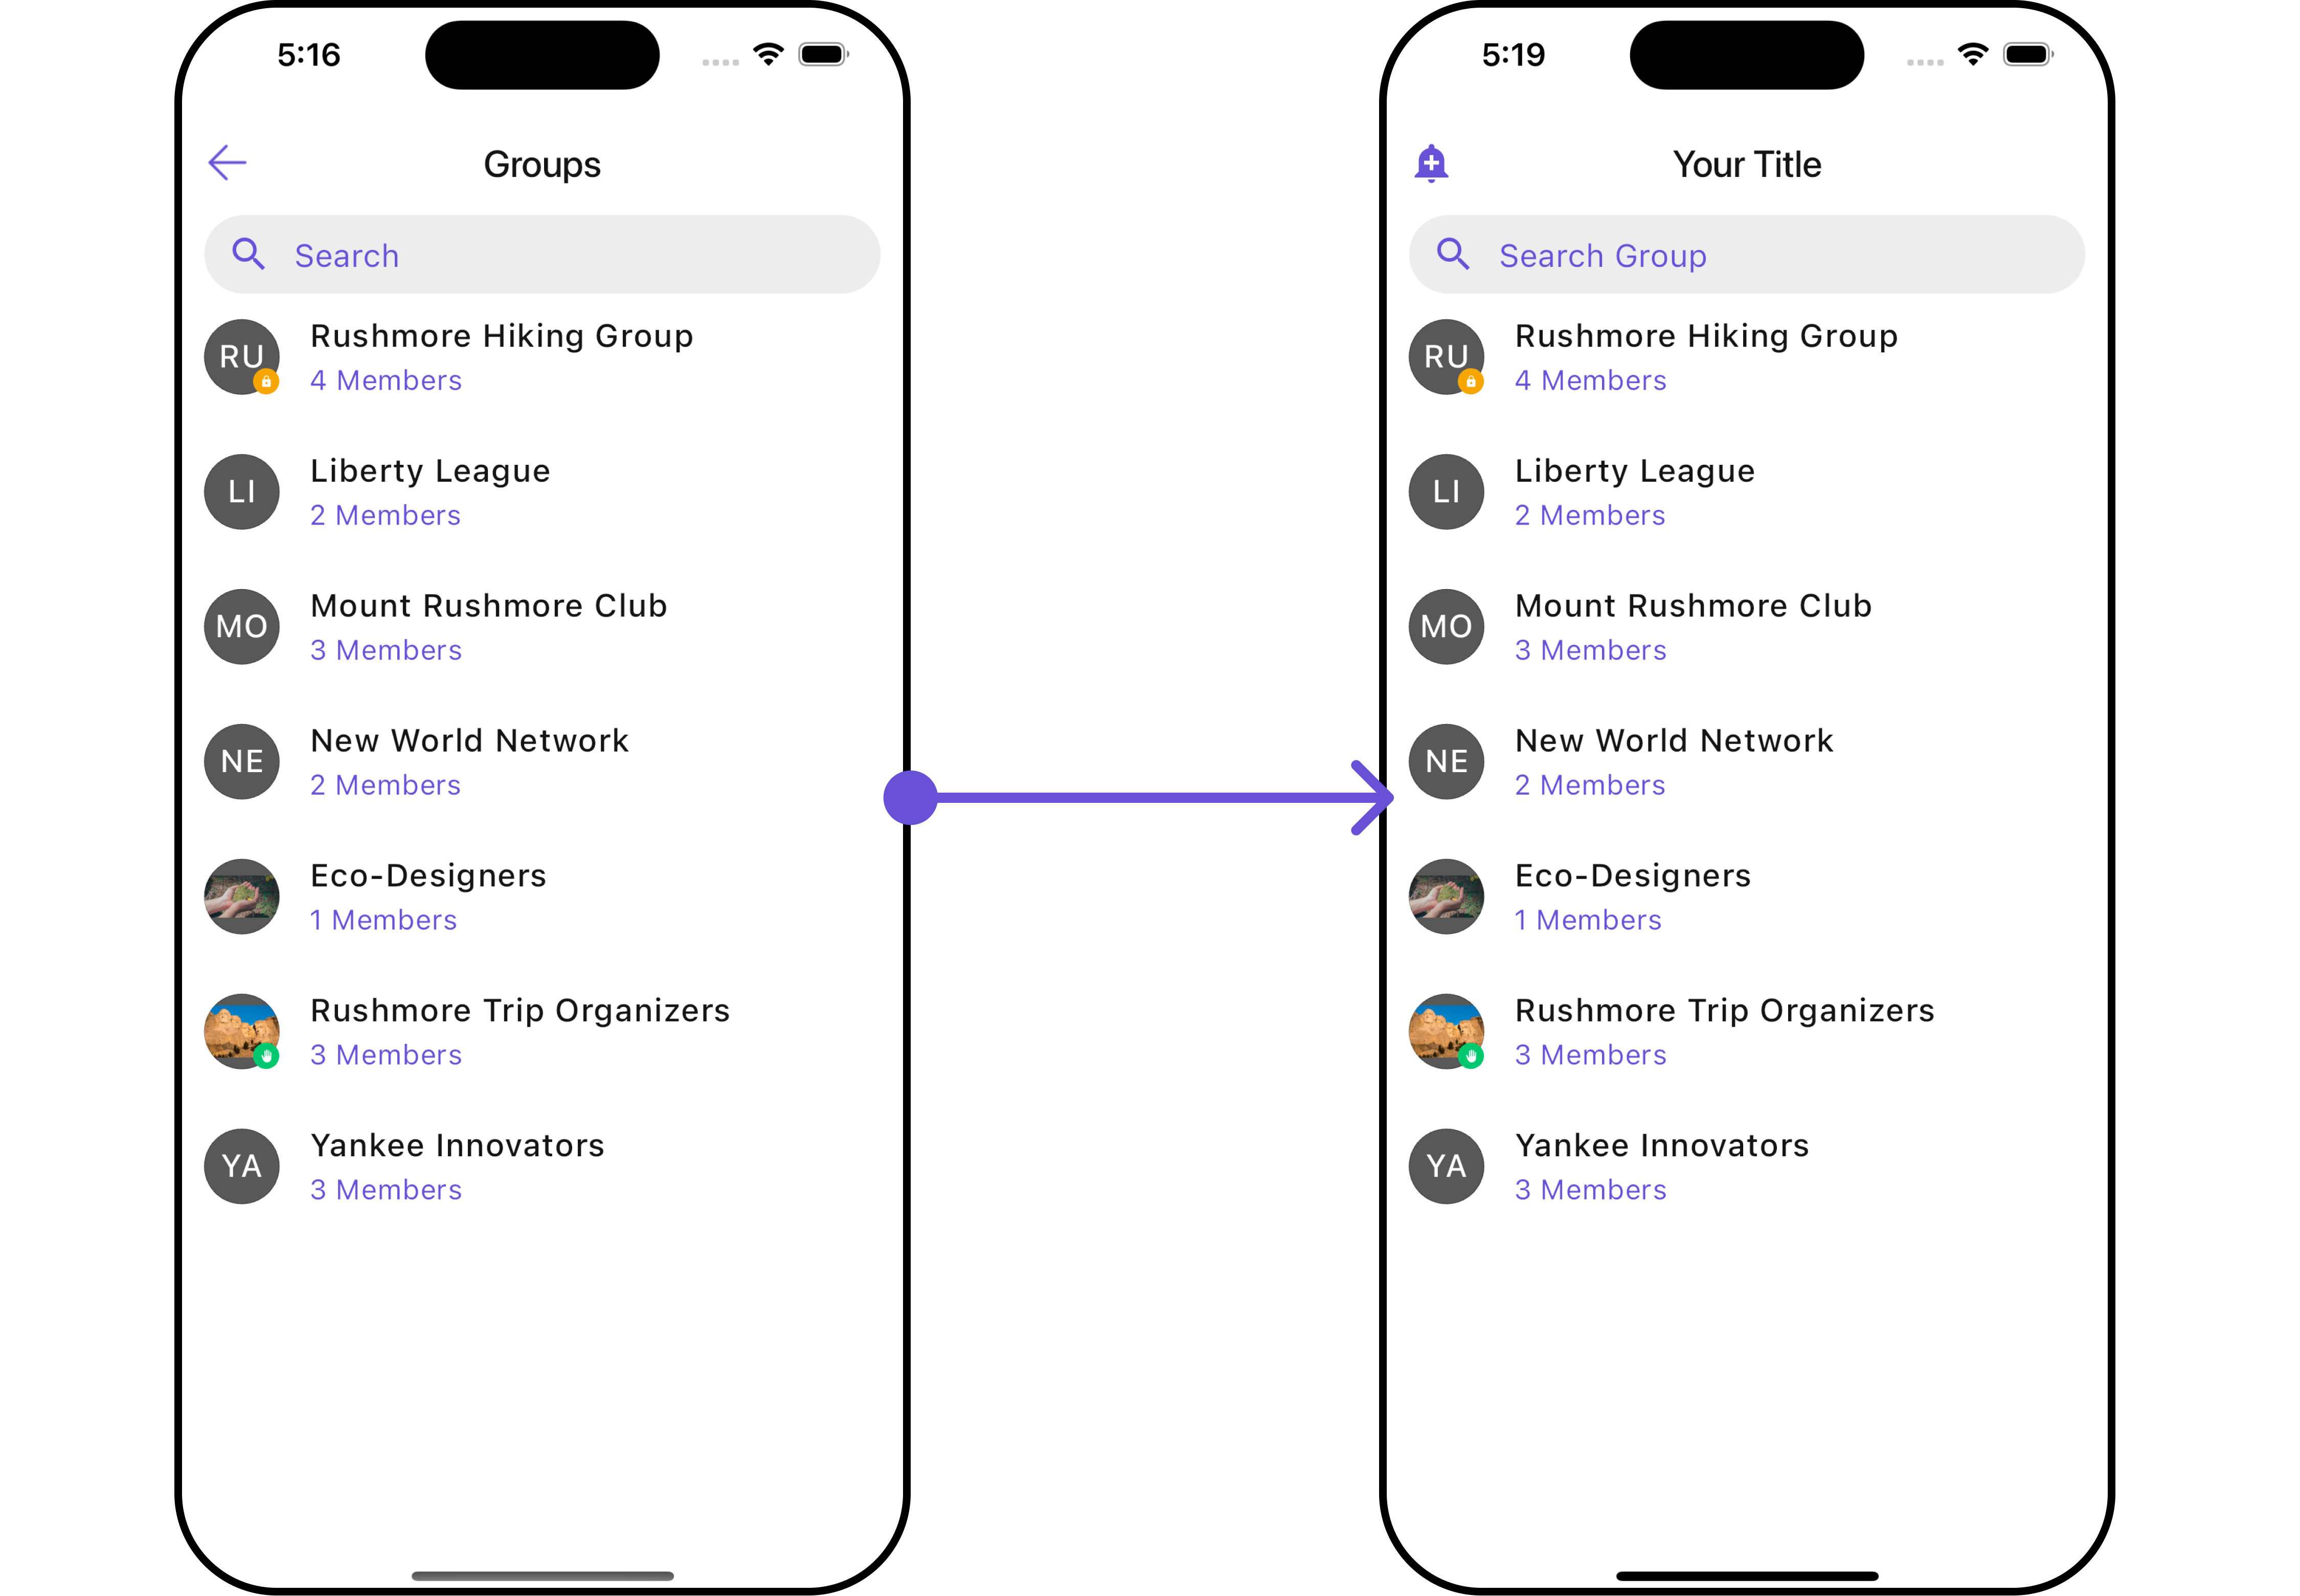 5:16
Groups
Search
RU
Rushmore Hiking Group
4 Members
LI
Liberty League
2 Members
MO
Mount Rushmore Club
3 Members
NE
New World Network
2 Members
Eco-Designers
1 Members
Rushmore Trip Organizers
3 Members
YA
Yankee Innovators
3 Members
5:19
Your Title
Search Group
RU
Rushmore Hiking Group
4 Members
LI
Liberty League
2 Members
MO
Mount Rushmore Club
3 Members
NE
New World Network
2 Members
Eco-Designers
1 Members
Rushmore Trip Organizers
3 Members
YA
Yankee Innovators
3 Members